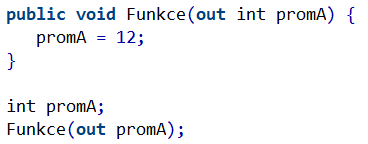 public void Funkce(out int promA) {
promA = 12;
}
int promA;
Funkce(out promA);